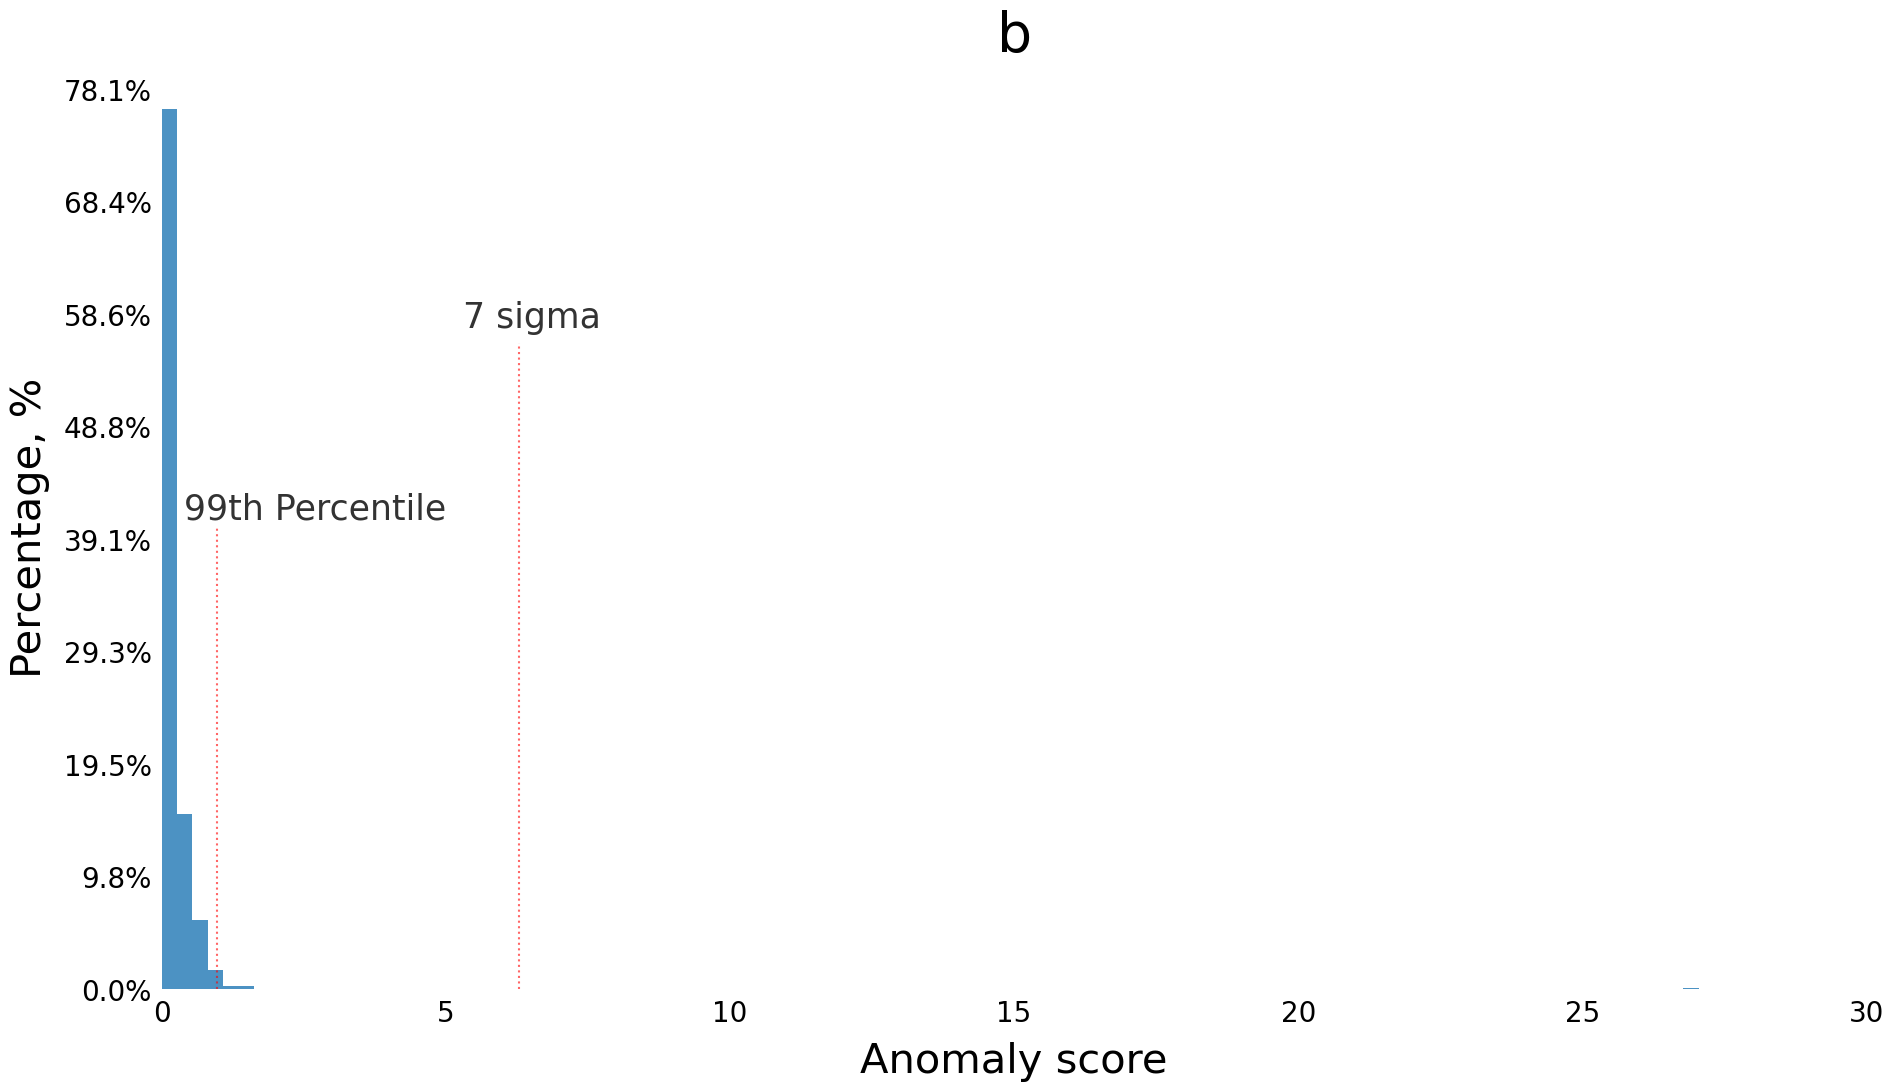 b
78.1%
68.4%
58.6%
48.8%
39.1%
29.3%
19.5%
9.8%
0.0%
Percentage, %
7 sigma
99th Percentile
0 5 10 15 20 25 30
Anomaly score